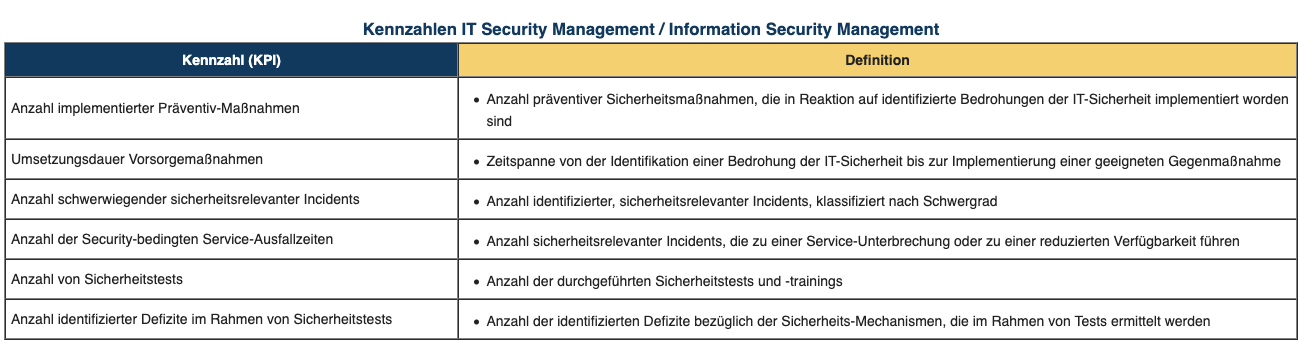 Kennzahlen IT Security Management / Information Security Management
Kennzahl (KPI)
Definition
Anzahl implementierter Präventiv-Maßnahmen
• Anzahl präventiver Sicherheitsmaßnahmen, die in Reaktion auf identifizierte Bedrohungen der IT-Sicherheit implementiert worden
sind
Umsetzungsdauer Vorsorgemaßnahmen
• Zeitspanne von der Identifikation einer Bedrohung der IT-Sicherheit bis zur Implementierung einer geeigneten Gegenmaßnahme
Anzahl schwerwiegender sicherheitsrelevanter Incidents
• Anzahl identifizierter, sicherheitsrelevanter Incidents, klassifiziert nach Schwergrad
Anzahl der Security-bedingten Service-Ausfallzeiten
• Anzahl sicherheitsrelevanter Incidents, die zu einer Service-Unterbrechung oder zu einer reduzierten Verfügbarkeit führen
Anzahl von Sicherheitstests
• Anzahl der durchgeführten Sicherheitstests und -trainings
Anzahl identifizierter Defizite im Rahmen von Sicherheitstests
• Anzahl der identifizierten Defizite bezüglich der Sicherheits-Mechanismen, die im Rahmen von Tests ermittelt werden